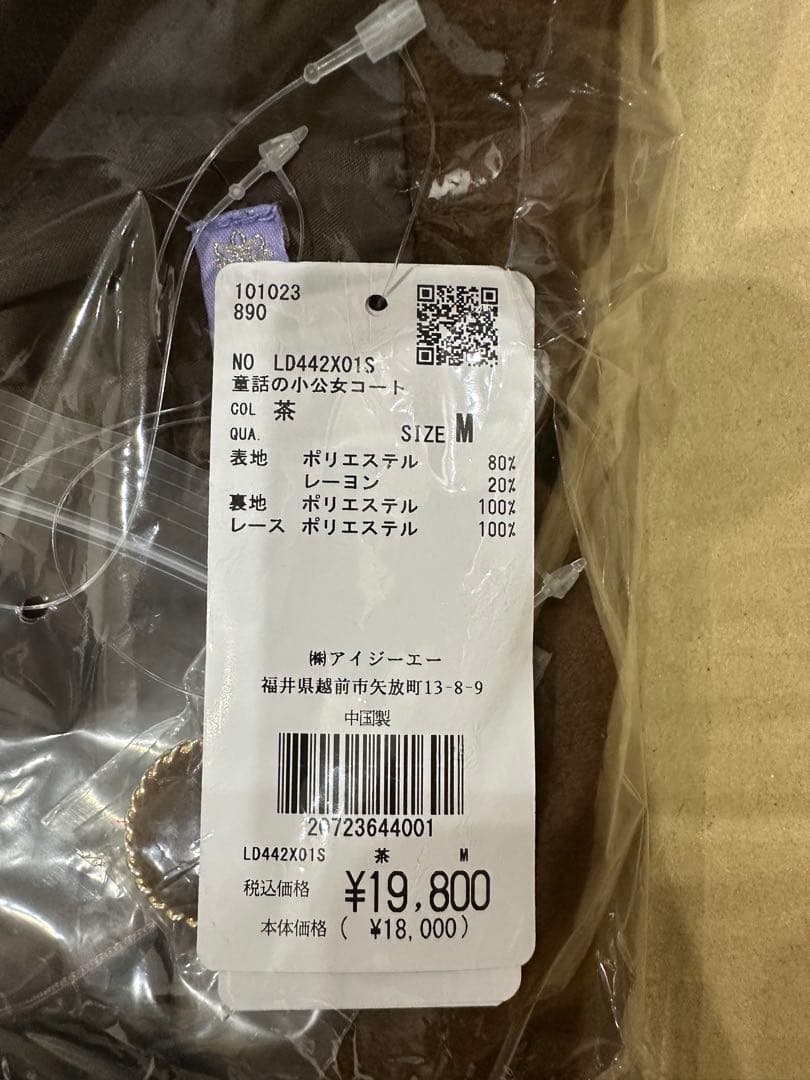 101023
890
NO LD442X01S
童話の小公女コート
COL 茶
QUA. SIZE M
表地 ポリエステル 80%
レーヨン 20%
裏地 ポリエステル 100%
レース ポリエステル 100%
㈱アイジーエー
福井県越前市矢放町13-8-9
中国製
20723644001
LD442X01S 茶 M
税込価格 ¥19,800
本体価格 ( ¥18,000)